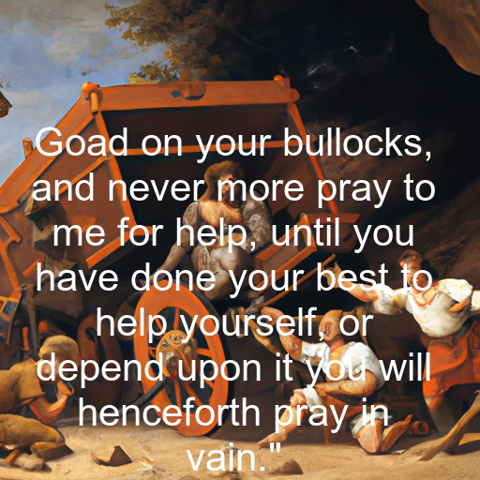 Goad on your bullocks,
and never more pray to
me for help, until you
have done your best to
help yourself, or
depend upon it you will
henceforth pray in
vain."